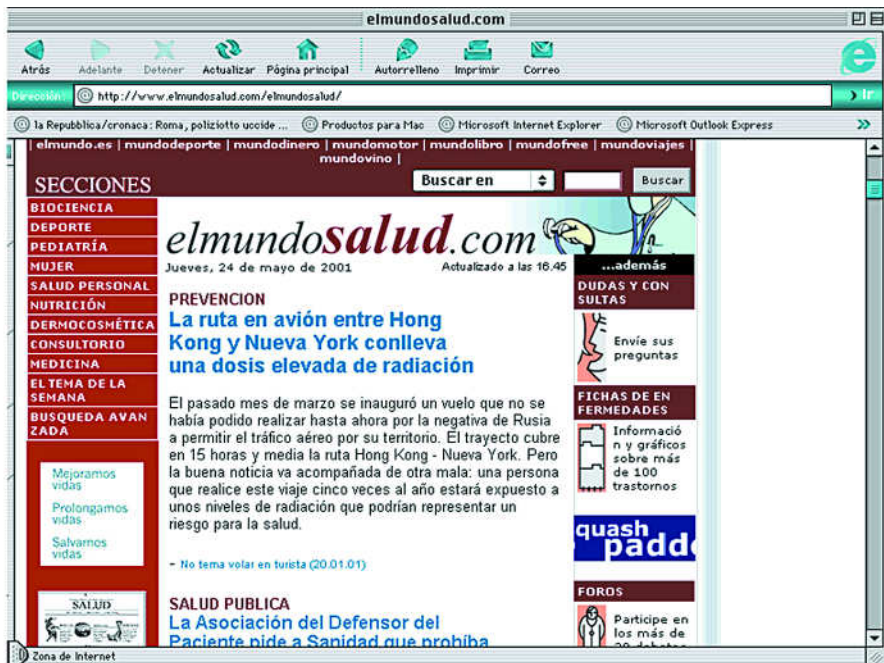 elmundosalud.com
Atrás Adelante Detener Actualizar Página principal Autorrelleno Imprimir Correo
Dirección: http://www.elmundosalud.com/elmundosalud/ Ir
la Repubblica/cronaca: Roma, poliziotto uccide ... Productos para Mac Microsoft Internet Explorer Microsoft Outlook Express
| elmundo.es | mundodeporte | mundodinero | mundomotor | mundolibro | mundofree | mundoviajes |
mundovino |
SECCIONES
Buscar en Buscar
BIOCIENCIA
DEPORTE
PEDIATRÍA
MUJER
SALUD PERSONAL
NUTRICIÓN
DERMOCOSMÉTICA
CONSULTORIO
MEDICINA
EL TEMA DE LA
SEMANA
BUSQUEDA AVAN
ZADA
Mejoramos
vidas
Prolongamos
vidas
Salvamos
vidas
SALUD
elmundosalud.com
Jueves, 24 de mayo de 2001 Actualizado a las 16.45
PREVENCION
La ruta en avión entre Hong
Kong y Nueva York conlleva
una dosis elevada de radiación
El pasado mes de marzo se inauguró un vuelo que no se
había podido realizar hasta ahora por la negativa de Rusia
a permitir el tráfico aéreo por su territorio. El trayecto cubre
en 15 horas y media la ruta Hong Kong - Nueva York. Pero
la buena noticia va acompañada de otra mala: una persona
que realice este viaje cinco veces al año estará expuesto a
unos niveles de radiación que podrían representar un
riesgo para la salud.
- No tema volar en turista (20.01.01)
SALUD PUBLICA
La Asociación del Defensor del
Paciente pide a Sanidad que prohíba
...además
DUDAS Y CON
SULTAS
Envíe sus
preguntas
FICHAS DE EN
FERMEDADES
Informació
n y gráficos
sobre más
de 100
trastornos
quash
padde
FOROS
Participe en
los más de
Zona de Internet